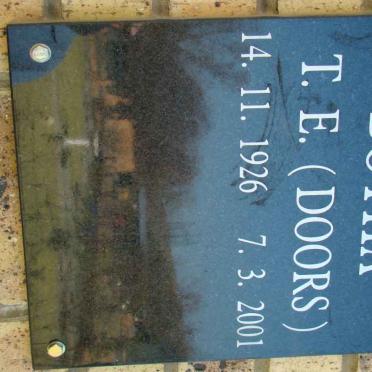 T. E. (DOORS)
14. 11. 1926 7. 3. 2001